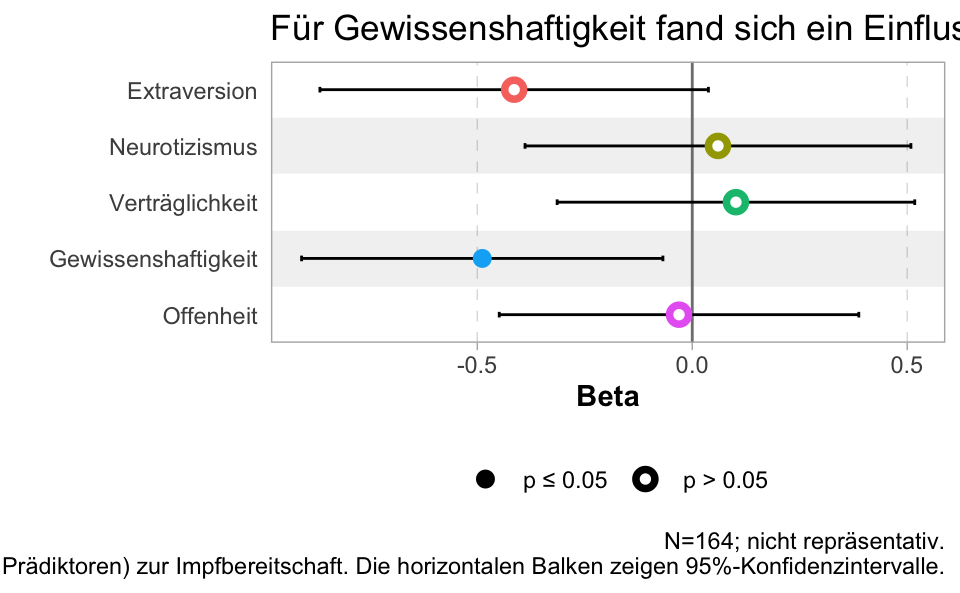 Für Gewissenshaftigkeit fand sich ein Einflus
Extraversion
Neurotizismus
Verträglichkeit
Gewissenshaftigkeit
Offenheit
-0.5 0.0 0.5
Beta
p ≤ 0.05 p > 0.05
N=164; nicht repräsentativ.
Prädiktoren) zur Impfbereitschaft. Die horizontalen Balken zeigen 95%-Konfidenzintervalle.